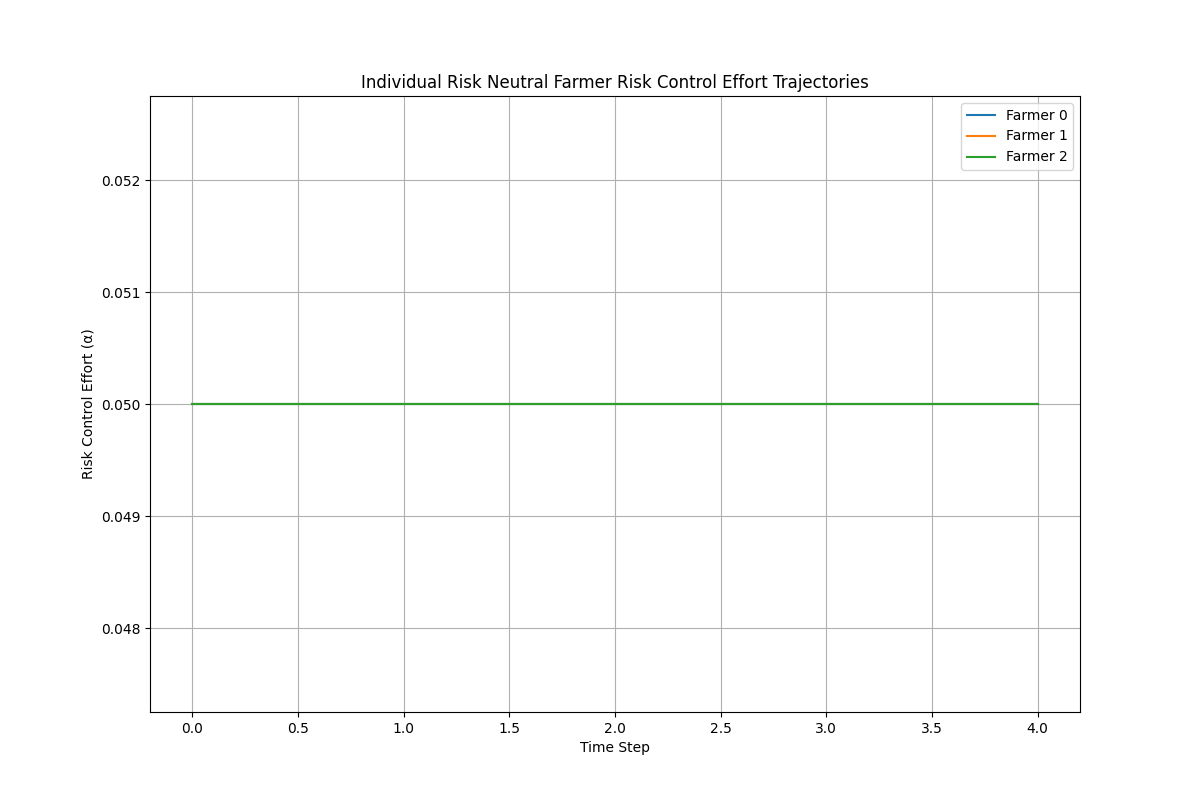 Individual Risk Neutral Farmer Risk Control Effort Trajectories
Farmer 0
Farmer 1
Farmer 2
0.052
0.051
0.050
0.049
0.048
Risk Control Effort (α)
0.0 0.5 1.0 1.5 2.0 2.5 3.0 3.5 4.0
Time Step